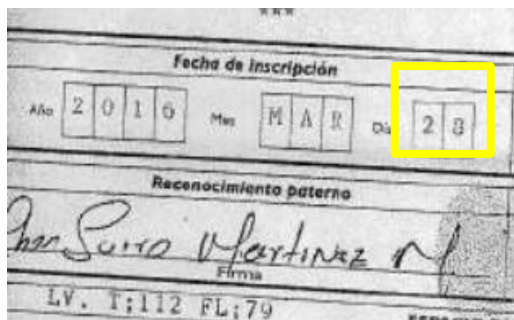 ***
Fecha de inscripción
Año 2 0 1 6 Mes M A R Día 2 8
Reconocimiento paterno
Martinez
Firma
LV. T;112 FL;79